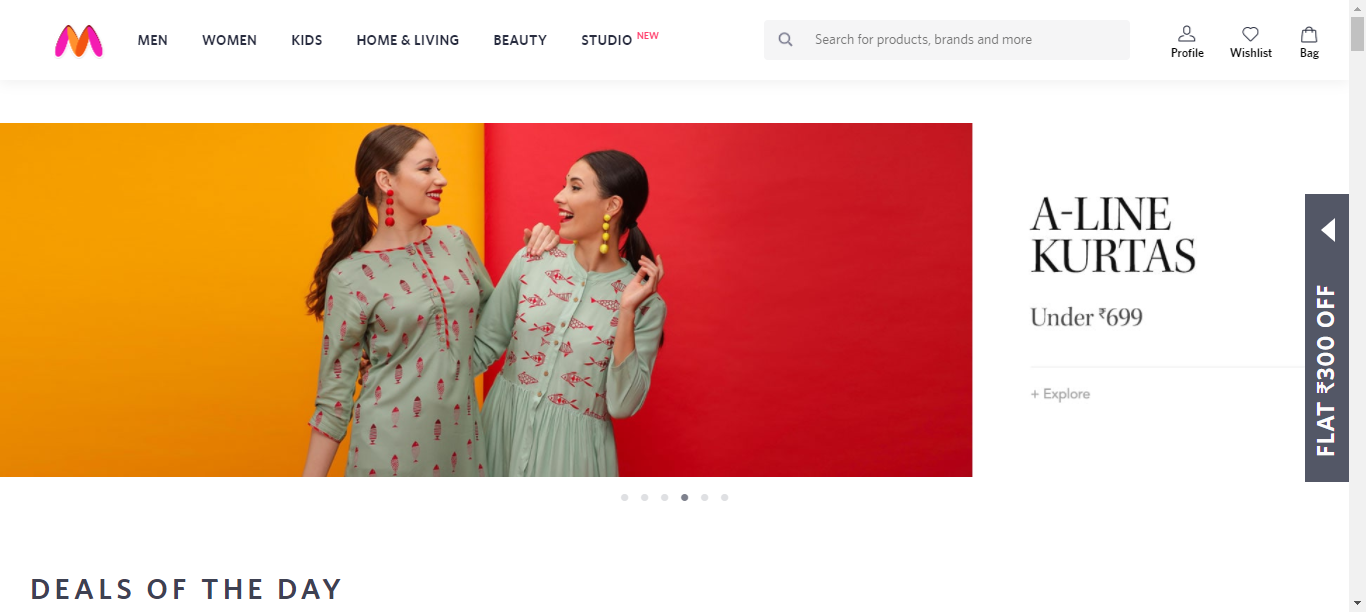 MEN
WOMEN
KIDS
HOME & LIVING
BEAUTY
STUDIO NEW
Search for products, brands and more
Profile
Wishlist
Bag
A-LINE
KURTAS
Under ₹699
+ Explore
FLAT ₹300 OFF
DEALS OF THE DAY